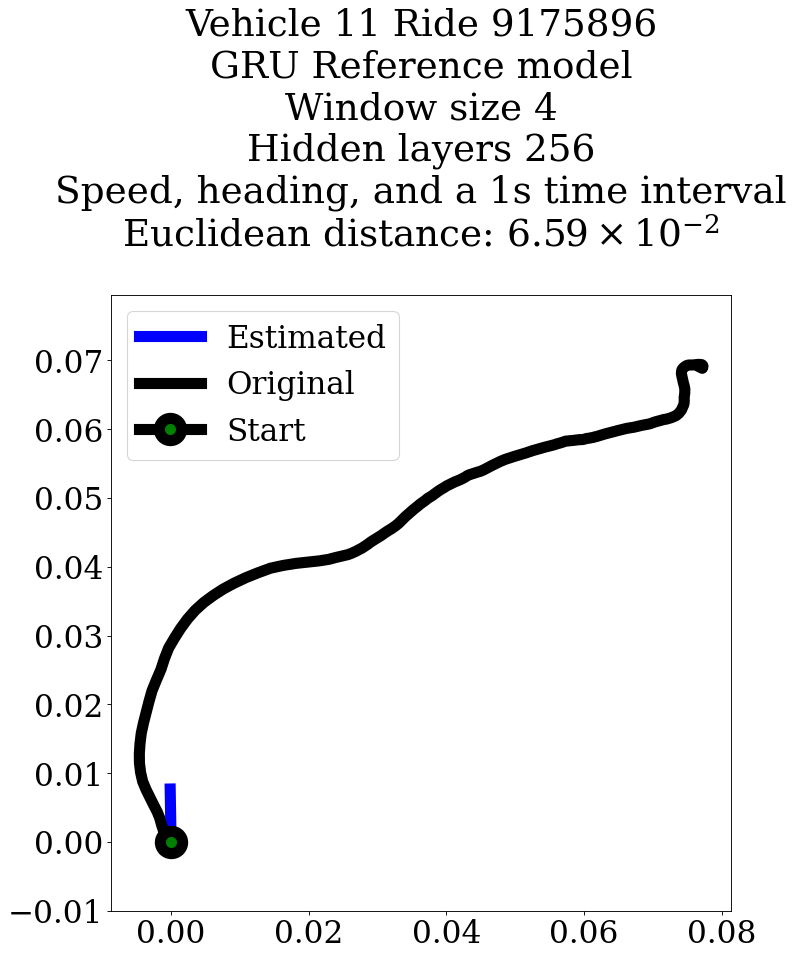 Vehicle 11 Ride 9175896
GRU Reference model
Window size 4
Hidden layers 256
Speed, heading, and a 1s time interval
Euclidean distance: 6.59 × 10⁻²
Estimated
Original
Start
0.07
0.06
0.05
0.04
0.03
0.02
0.01
0.00
−0.01
0.00 0.02 0.04 0.06 0.08